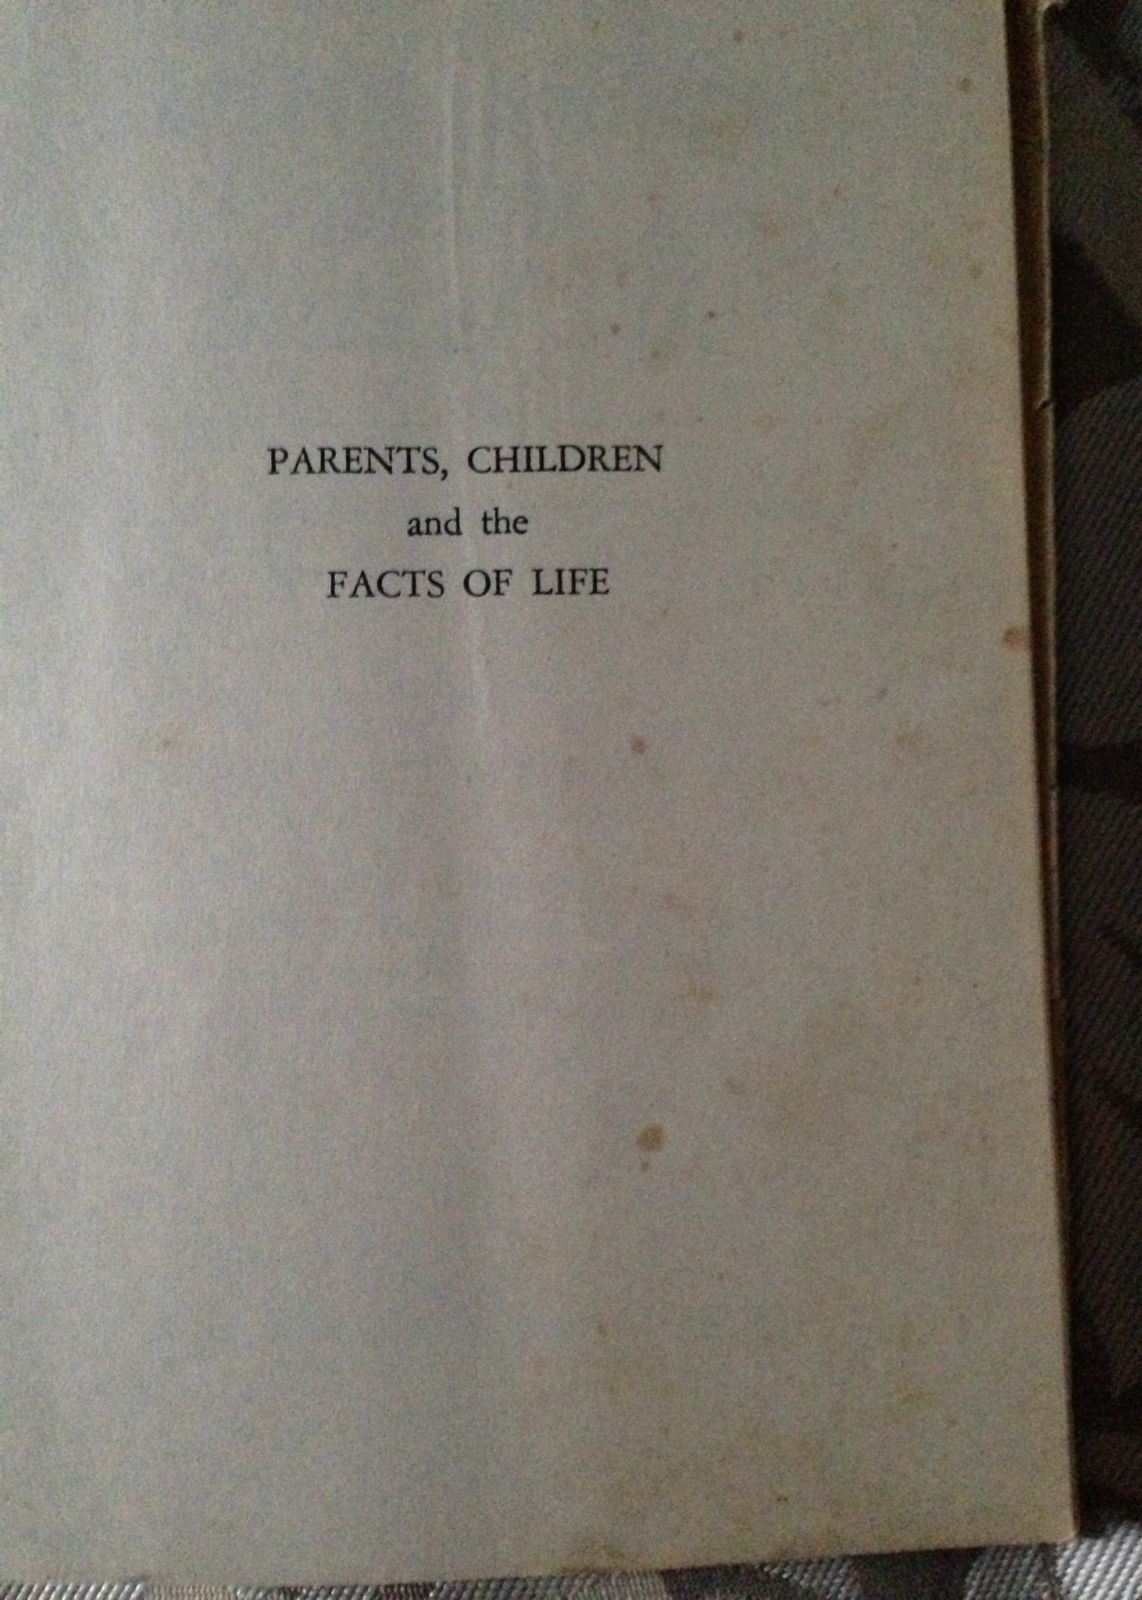 PARENTS, CHILDREN
and the
FACTS OF LIFE